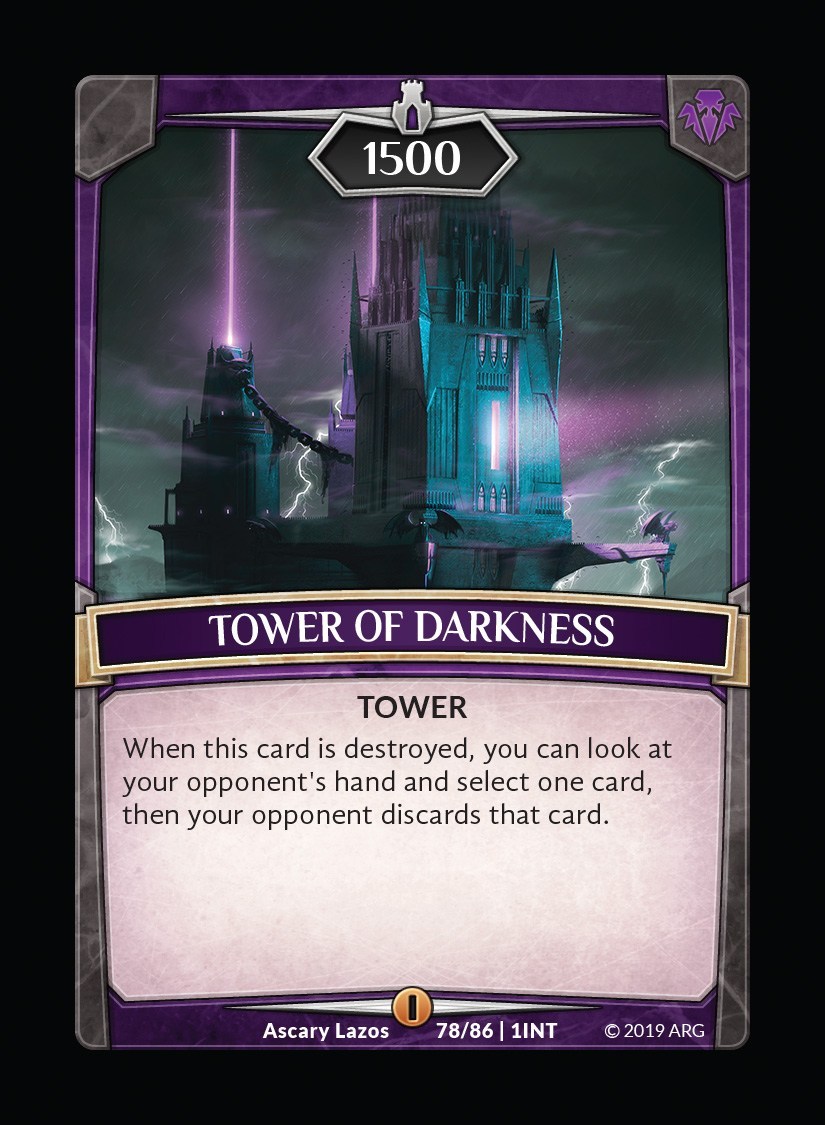 1500
TOWER OF DARKNESS
TOWER
When this card is destroyed, you can look at
your opponent's hand and select one card,
then your opponent discards that card.
I
Ascary Lazos 78/86 | 1INT © 2019 ARG